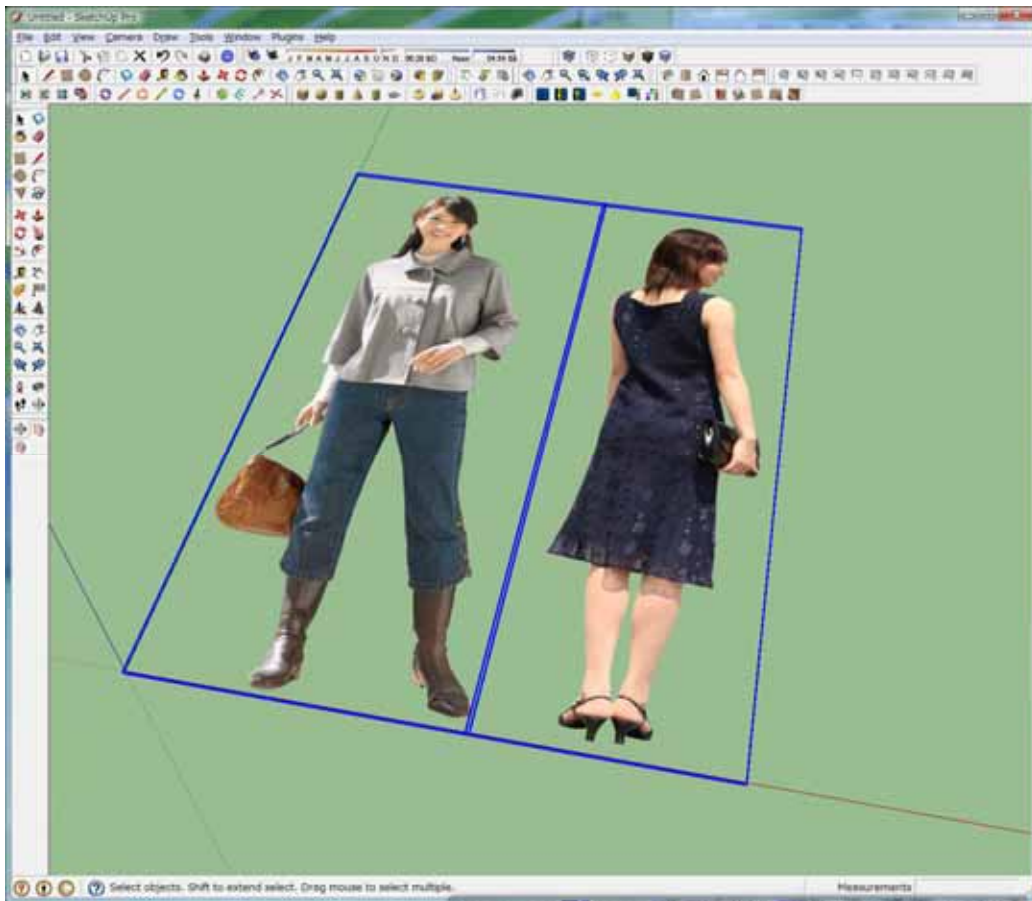 Untitled - SketchUp Pro
File Edit View Camera Draw Tools Window Plugins Help
J F M A M J J A S O N D Noon
Select objects. Shift to extend select. Drag mouse to select multiple.
Measurements